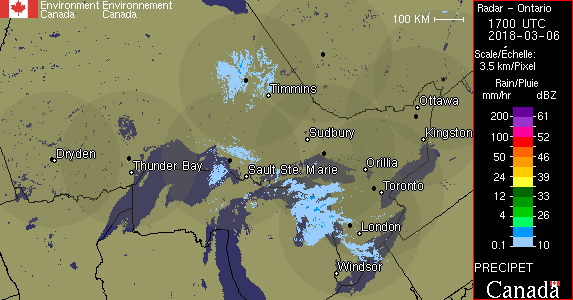 Environment Environnement
Canada Canada
100 KM
Timmins
Ottawa
Sudbury
Kingston
Dryden
Thunder Bay
Sault Ste. Marie
Orillia
Toronto
London
Windsor
Radar - Ontario
1700 UTC
2018-03-06
Scale/Échelle:
3.5 km/Pixel
Rain/Pluie
mm/hr dBZ
200 61
100 52
50 46
24 39
12 33
4 26
0.1 10
PRECIPET
Canada